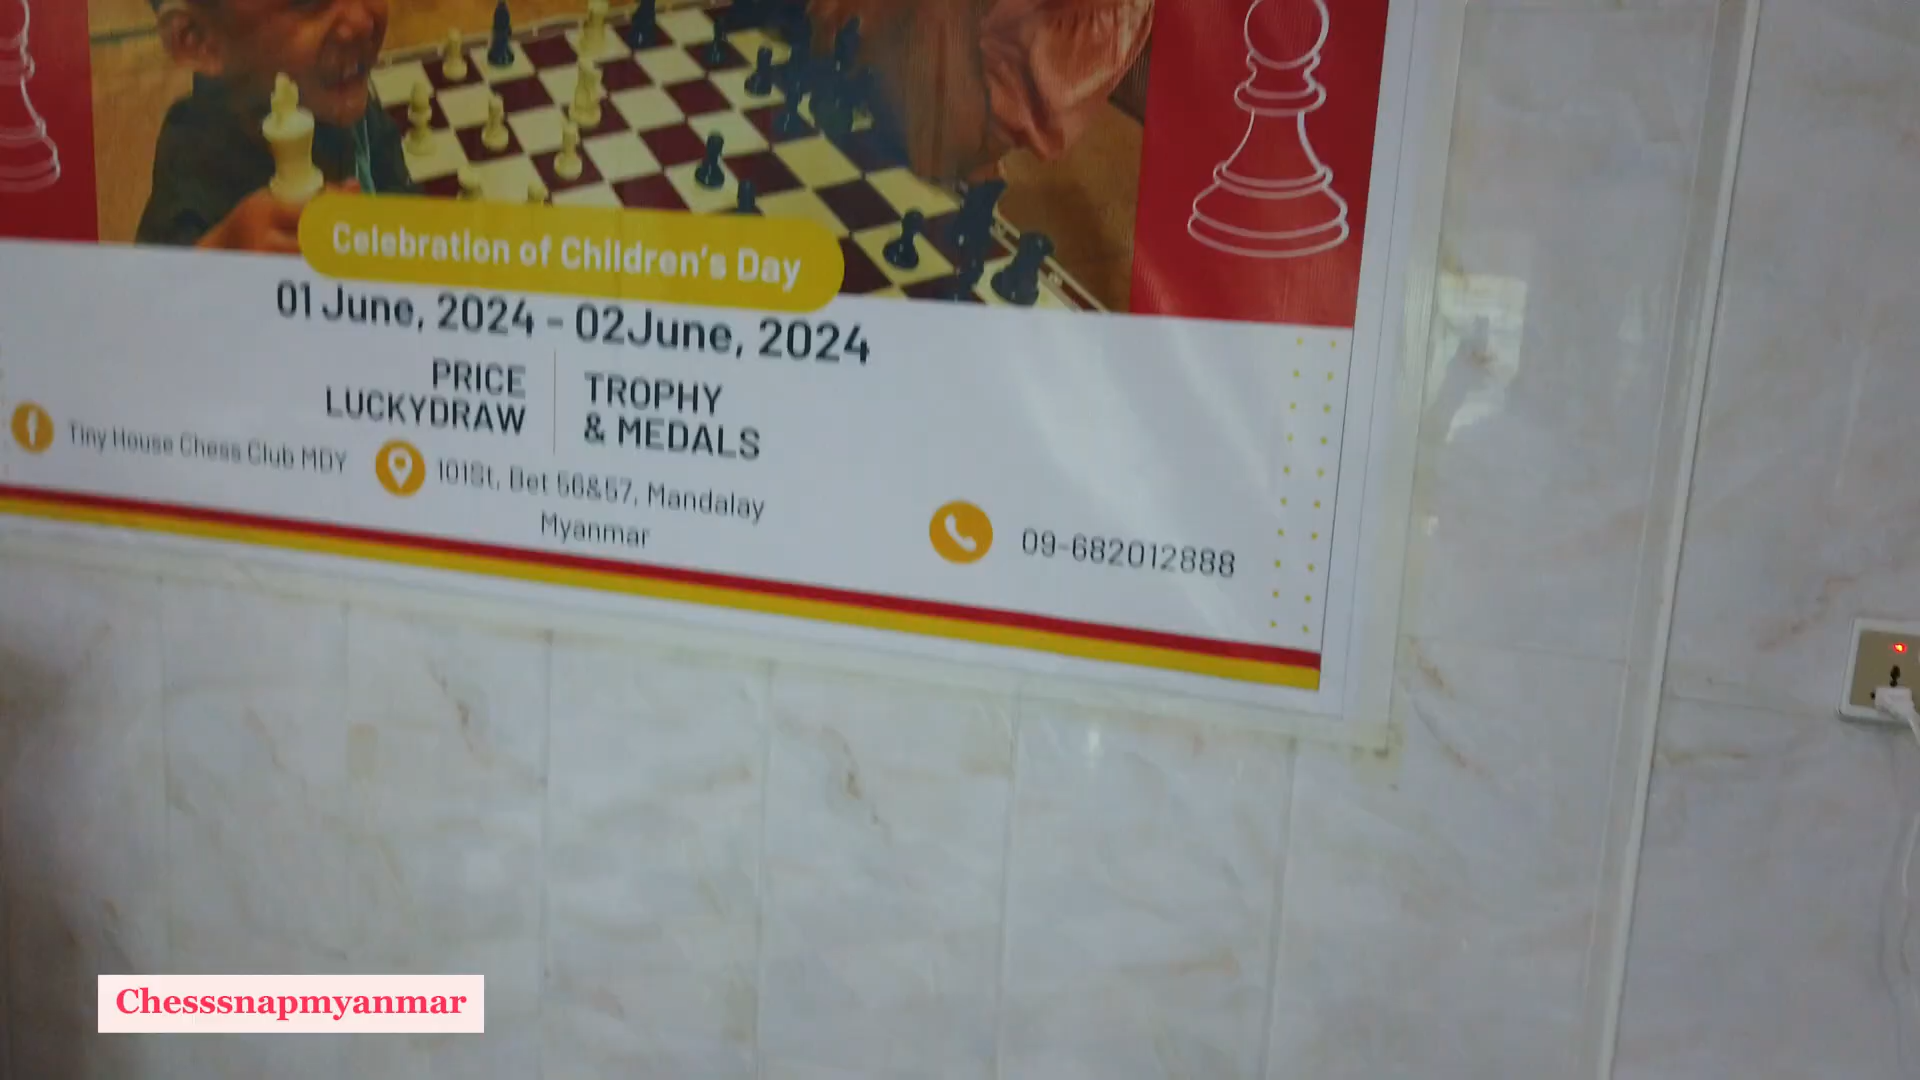 Celebration of Children's Day
01 June, 2024 - 02June, 2024
PRICE
LUCKYDRAW
TROPHY
& MEDALS
Tiny House Chess Club MDY
101St, Bet 56&57, Mandalay
Myanmar
09-682012888
Chesssnapmyanmar